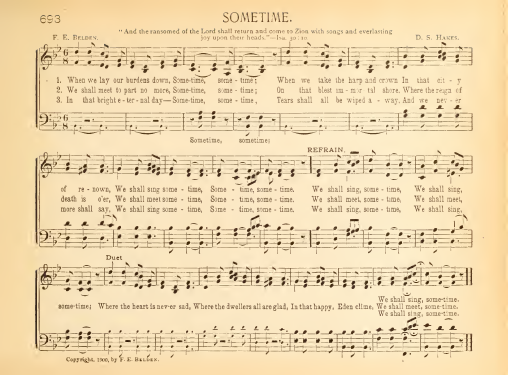 693
SOMETIME.
"And the ransomed of the Lord shall return and come to Zion with songs and everlasting
joy upon their heads."—Isa.
F. E. BELDEN.
D. S. HAKES.
1. When we lay our burdens down, Some-time, some-time; When we take the harp and crown In that cit-y
2. We shall meet to part no more, Some-time, some-time; On that blest im-mor-tal shore. Where the reign of
3. In that bright e-ter-nal day—Some-time, some-time, Tears shall all be wiped a-way. And we nev-er
Sometime, sometime;
REFRAIN.
of re-nown, We shall sing some-time, Some-time, some-time. We shall sing, some-time, We shall sing,
death is o'er, We shall meet some-time, Some-time, some-time. We shall meet, some-time, We shall sing,
more shall say, We shall sing some-time, Some-time, some-time. We shall sing, some-time, We shall sing,
Duet
We shall sing, some-time.
some-time; Where the heart is nev-er sad, Where the dwellers all are glad, In that happy, Eden clime, We shall meet, some-time.
We shall sing, some-time.
Copyright, 1900, by F. E. BELDEN.